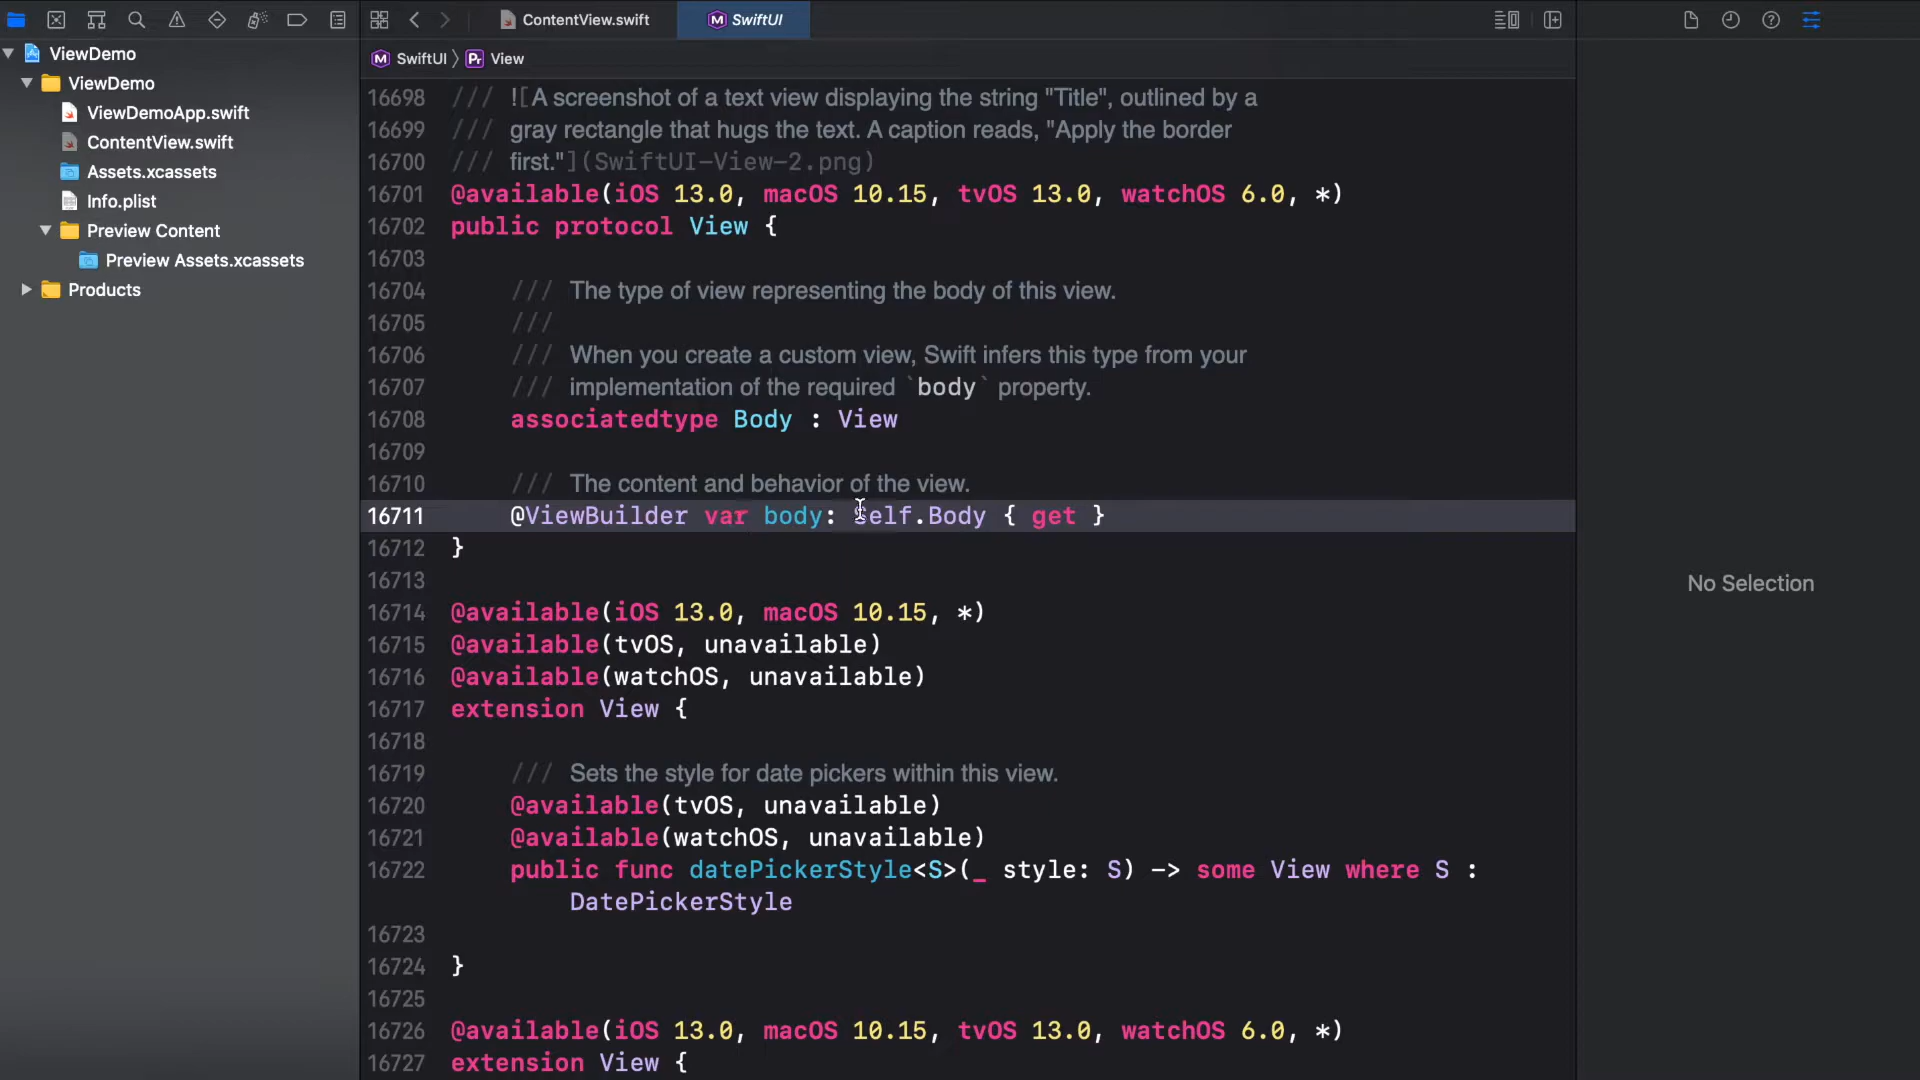 ContentView.swift
SwiftUI
ViewDemo
SwiftUI 〉 View
ViewDemo
ViewDemoApp.swift
ContentView.swift
Assets.xcassets
Info.plist
Preview Content
Preview Assets.xcassets
Products
16698 /// ![A screenshot of a text view displaying the string "Title", outlined by a
16699 /// gray rectangle that hugs the text. A caption reads, "Apply the border
16700 /// first."](SwiftUI-View-2.png)
16701 @available(iOS 13.0, macOS 10.15, tvOS 13.0, watchOS 6.0, *)
16702 public protocol View {
16703
16704 /// The type of view representing the body of this view.
16705 ///
16706 /// When you create a custom view, Swift infers this type from your
16707 /// implementation of the required `body` property.
16708 associatedtype Body : View
16709
16710 /// The content and behavior of the view.
16711 @ViewBuilder var body: Self.Body { get }
16712 }
16713
16714 @available(iOS 13.0, macOS 10.15, *)
16715 @available(tvOS, unavailable)
16716 @available(watchOS, unavailable)
16717 extension View {
16718
16719 /// Sets the style for date pickers within this view.
16720 @available(tvOS, unavailable)
16721 @available(watchOS, unavailable)
16722 public func datePickerStyle<S>(_ style: S) -> some View where S :
DatePickerStyle
16723
16724 }
16725
16726 @available(iOS 13.0, macOS 10.15, tvOS 13.0, watchOS 6.0, *)
16727 extension View {
No Selection